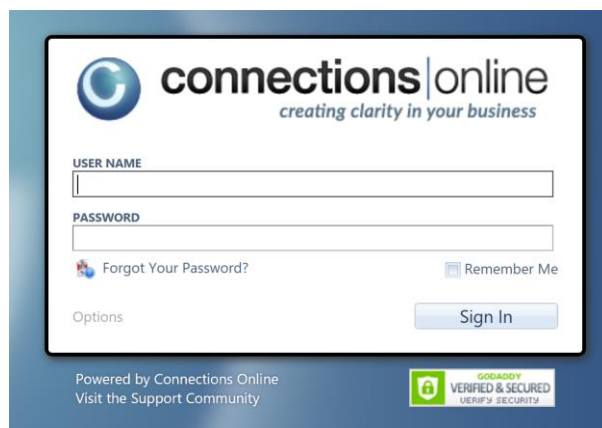 connections|online
creating clarity in your business
USER NAME
PASSWORD
Forgot Your Password?
Remember Me
Options
Sign In
Powered by Connections Online
Visit the Support Community
GODADDY
VERIFIED & SECURED
VERIFY SECURITY